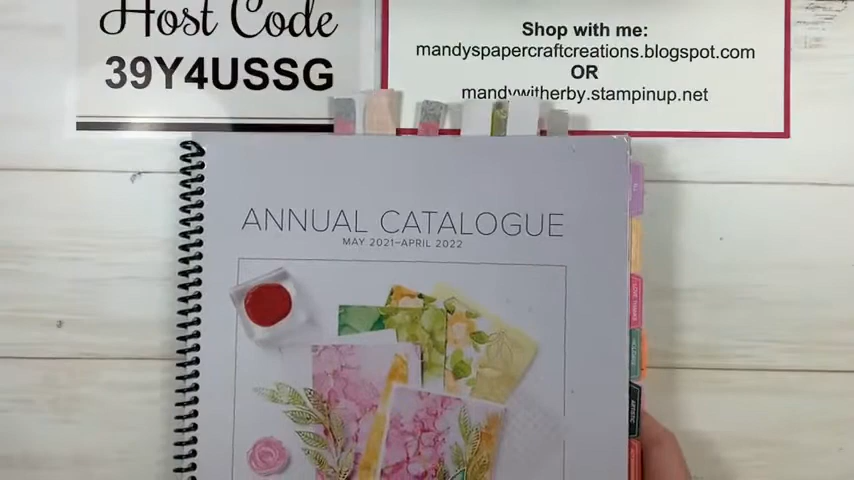 Host Code
39Y4USSG
Shop with me:
mandyspapercraftcreations.blogspot.com
OR
mandywitherby.stampinup.net
ANNUAL CATALOGUE
MAY 2021–APRIL 2022